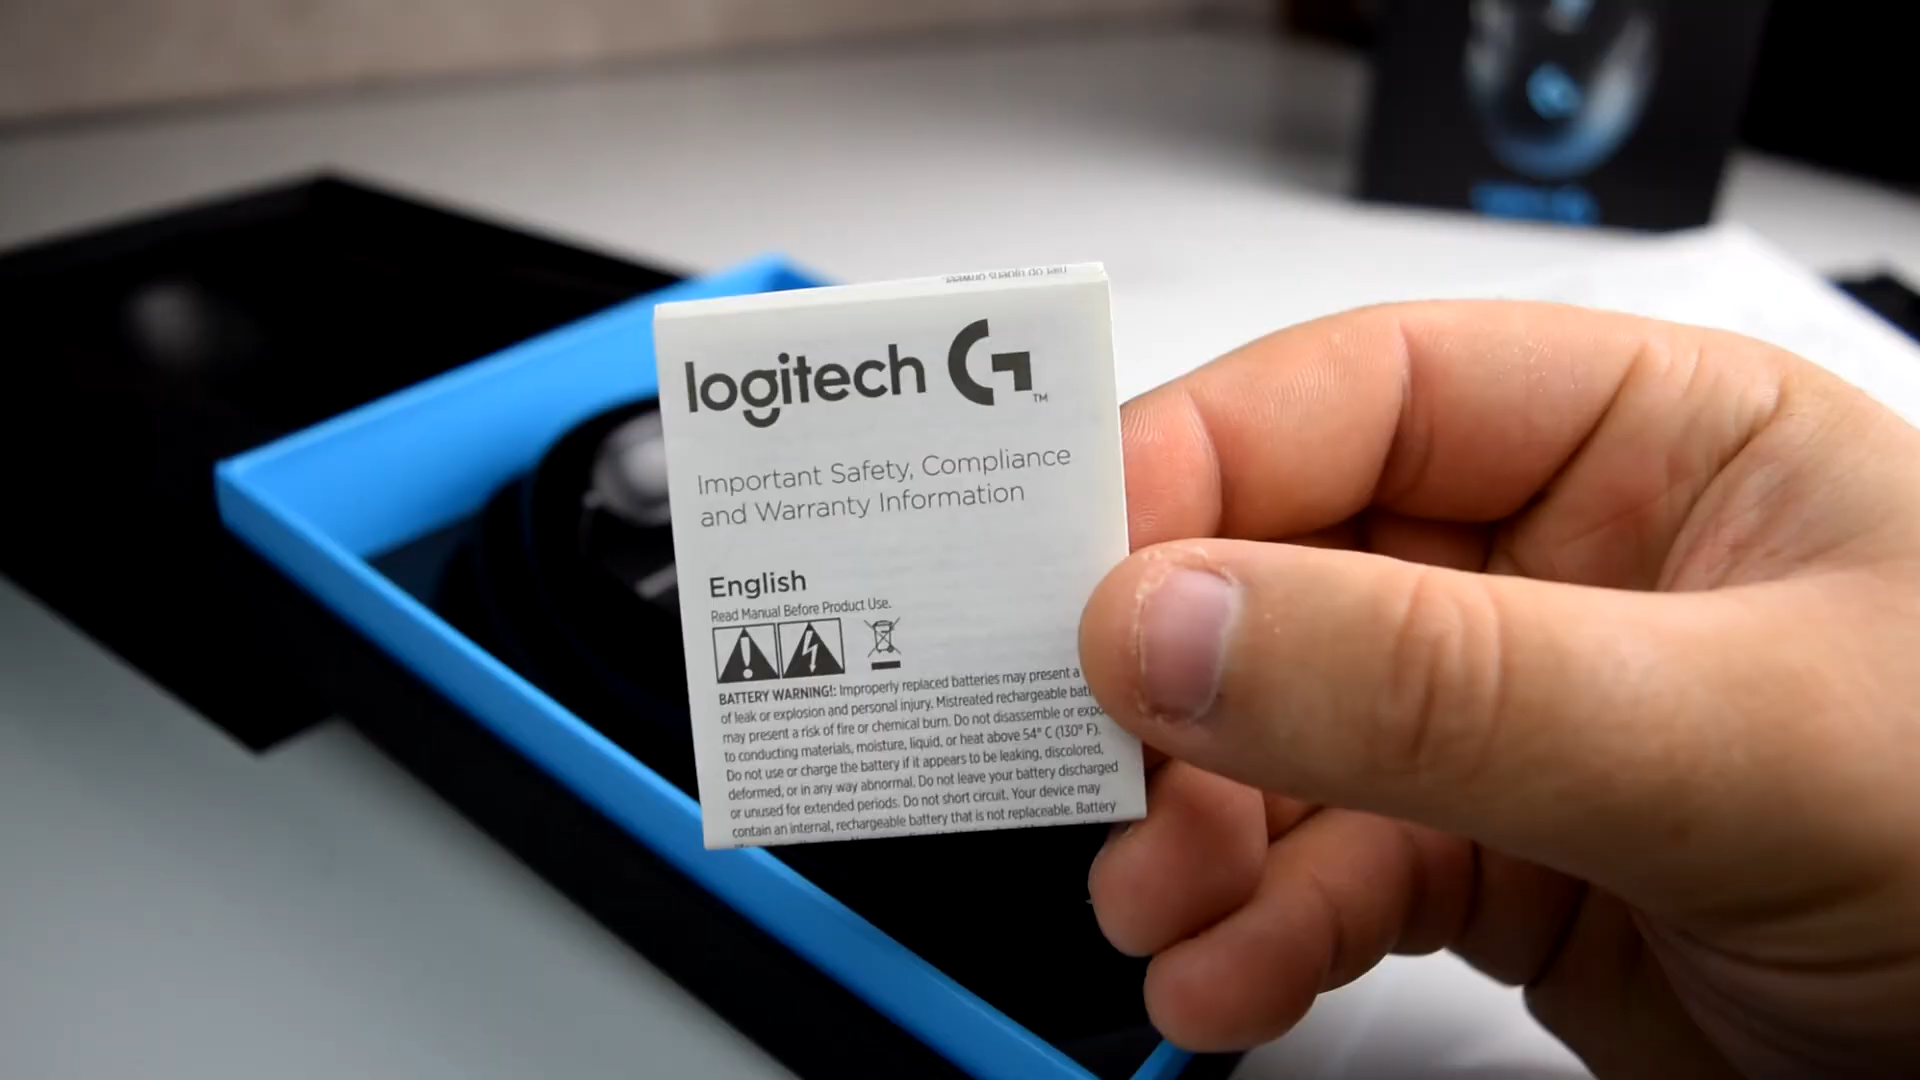 logitech G™
Important Safety, Compliance
and Warranty Information
English
Read Manual Before Product Use.
BATTERY WARNING!: Improperly replaced batteries may present a
of leak or explosion and personal injury. Mistreated rechargeable
may present a risk of fire or chemical burn. Do not disassemble or
to conducting materials, moisture, liquid, or heat above 54° C (130° F).
Do not use or charge the battery if it appears to be leaking, discolored,
deformed, or in any way abnormal. Do not leave your battery discharged
or unused for extended periods. Do not short circuit. Your device may
contain an internal, rechargeable battery that is not replaceable. Battery